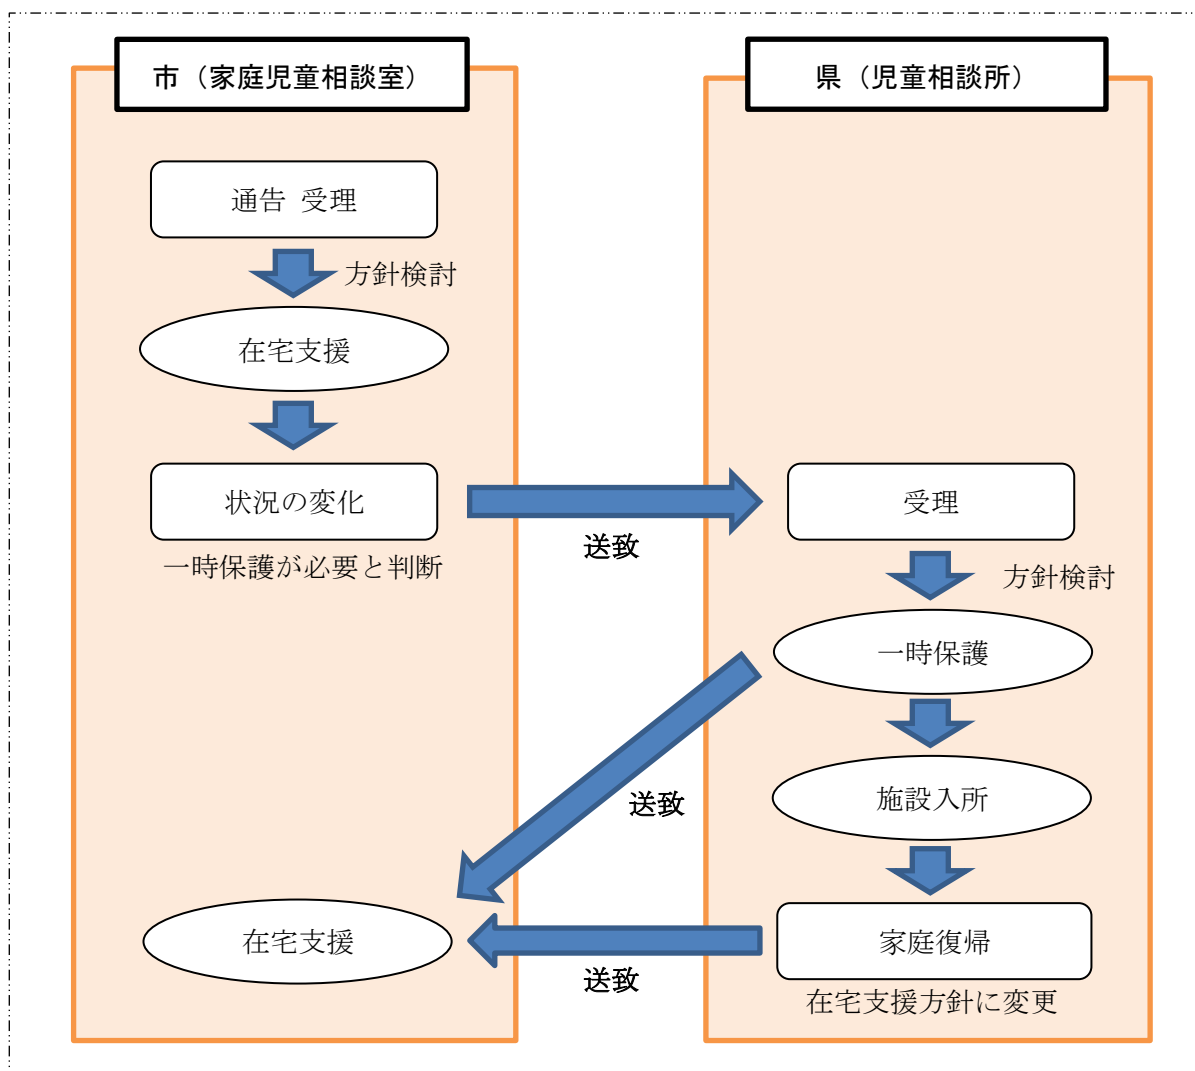 市（家庭児童相談室）
通告 受理
方針検討
在宅支援
状況の変化
一時保護が必要と判断
送致
県（児童相談所）
受理
方針検討
一時保護
送致
施設入所
家庭復帰
在宅支援方針に変更
送致
在宅支援